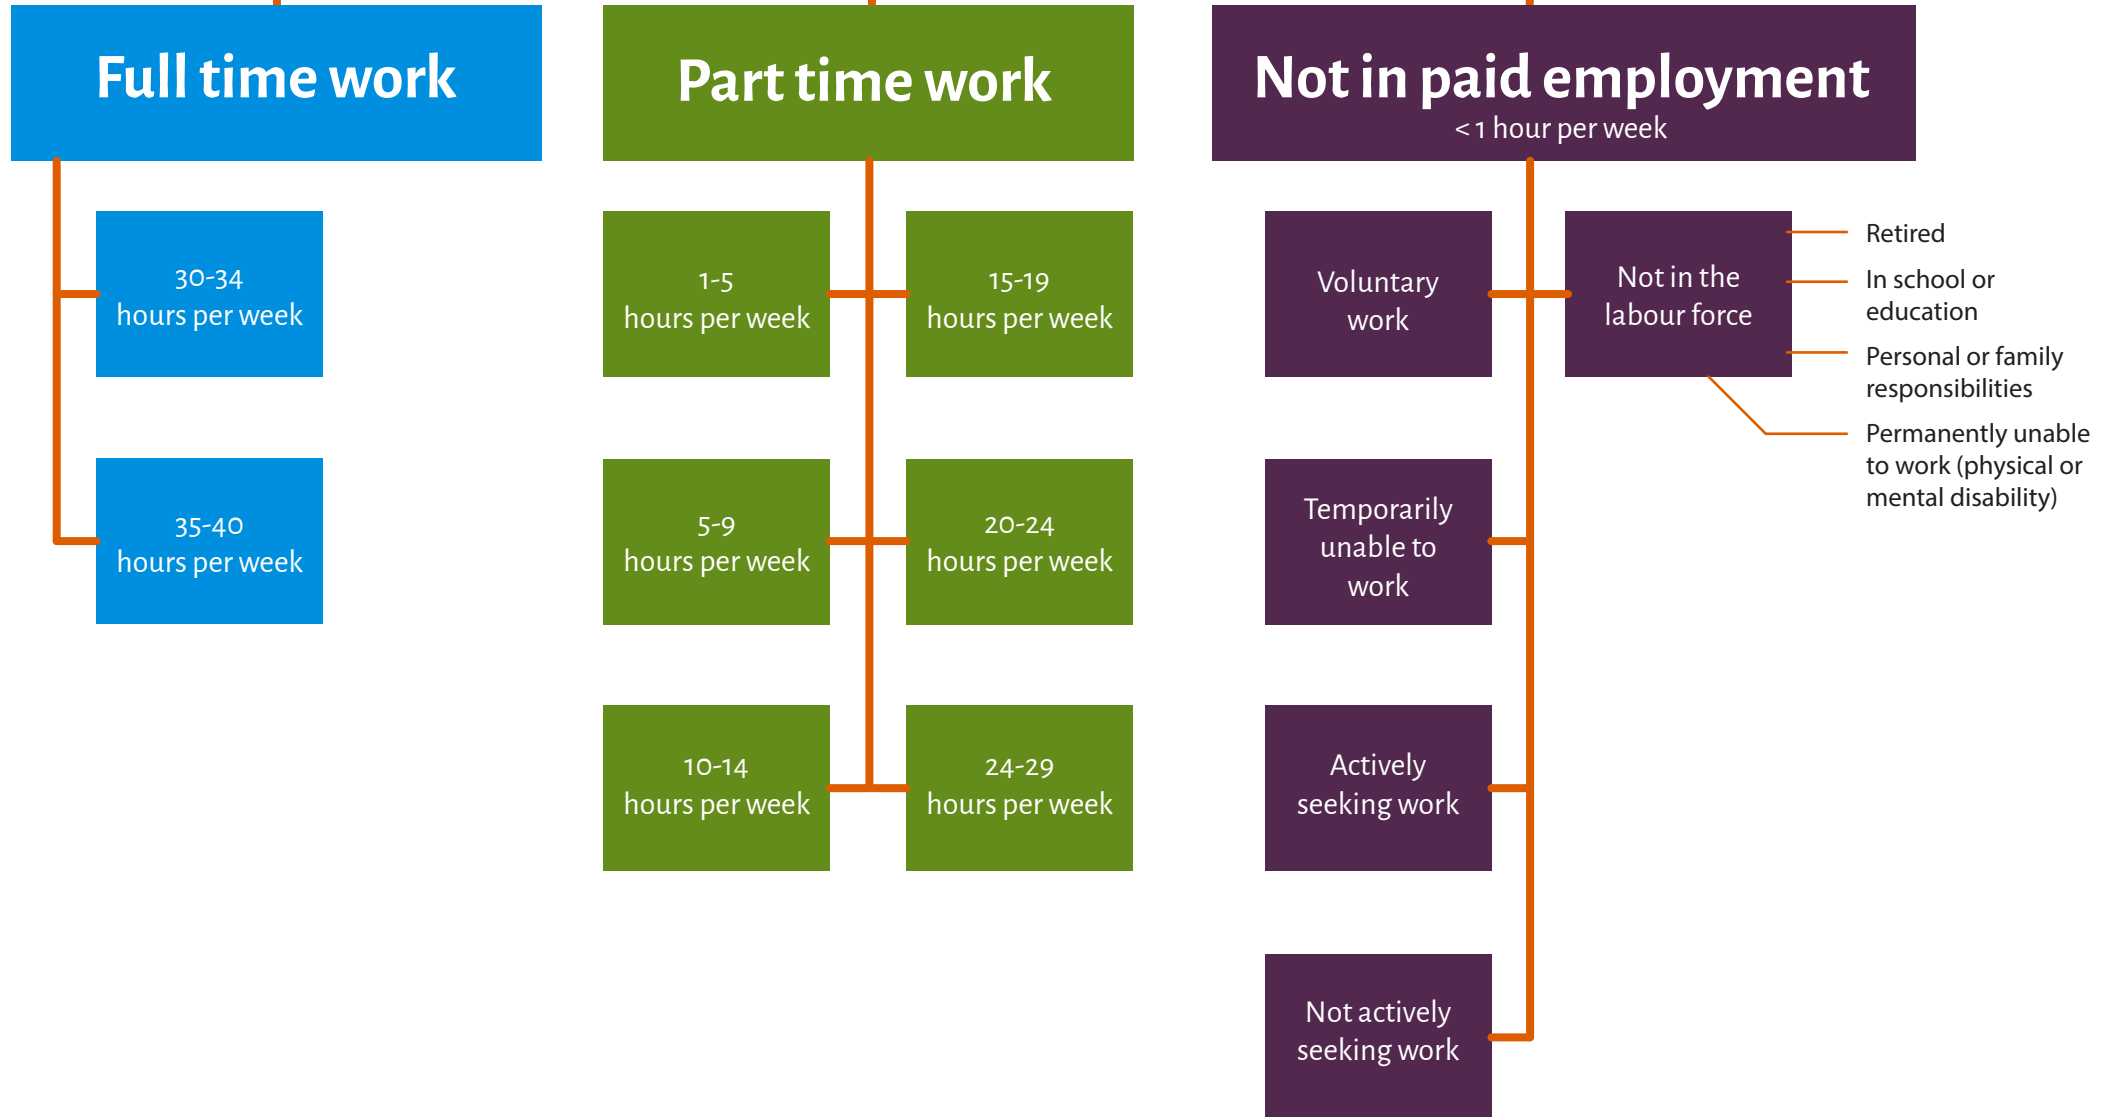 Full time work
30-34
hours per week
35-40
hours per week
Part time work
1-5
hours per week
15-19
hours per week
5-9
hours per week
20-24
hours per week
10-14
hours per week
24-29
hours per week
Not in paid employment
< 1 hour per week
Voluntary
work
Not in the
labour force
Retired
In school or
education
Personal or family
responsibilities
Permanently unable
to work (physical or
mental disability)
Temporarily
unable to
work
Actively
seeking work
Not actively
seeking work